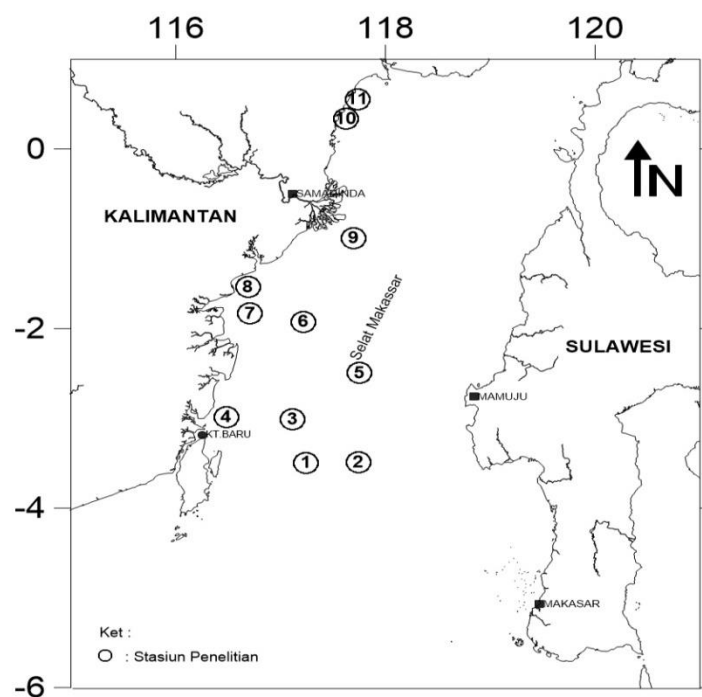 116 118 120
0
-2
-4
-6
N
KALIMANTAN
SULAWESI
Selat Makassar
SAMARINDA
KT.BARU
MAMUJU
MAKASAR
11
10
9
8
7
6
5
4
3
1
2
Ket :
: Stasiun Penelitian